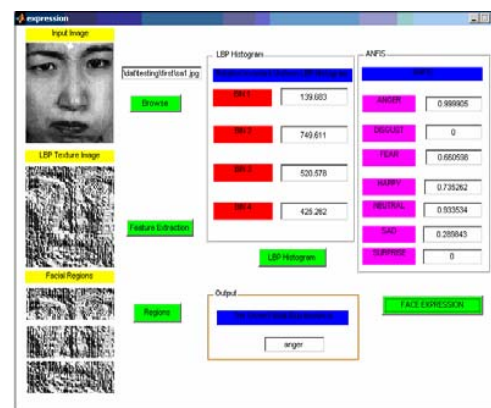 expression
Input Image
\daf\testing\first\sa1.jpg
Browse
LBP Texture Image
Feature Extraction
Facial Regions
Regions
LBP Histogram
BIN 1
139.683
BIN 2
749.611
BIN 3
520.578
BIN 4
425.262
LBP Histogram
Output
anger
ANFIS
ANGER
0.999905
DISGUST
0
FEAR
0.660598
HAPPY
0.735262
NEUTRAL
0.933534
SAD
0.289843
SURPRISE
0
FACE EXPRESSION